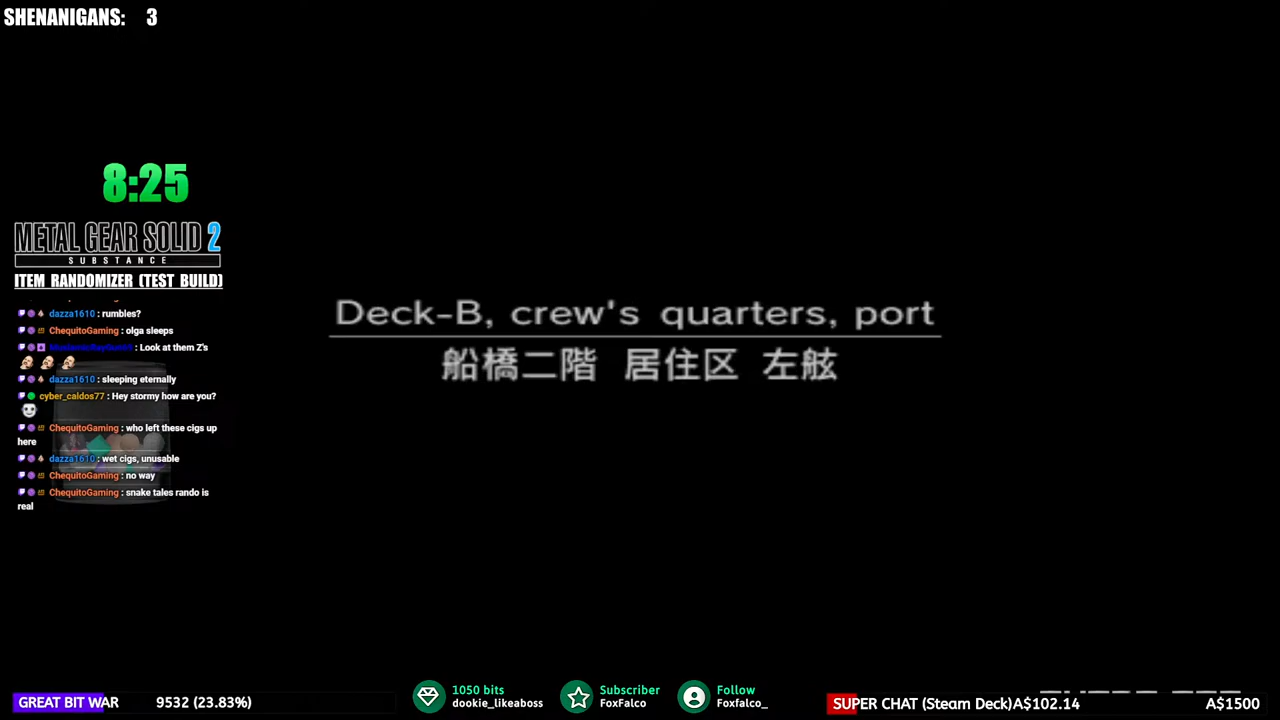 SHENANIGANS: 3
8:25
METAL GEAR SOLID 2
SUBSTANCE
ITEM RANDOMIZER (TEST BUILD)
dazza1610 : rumbles?
ChequitoGaming : olga sleeps
: Look at them Z's
dazza1610 : sleeping eternally
cyber_caldos77 : Hey stormy how are you?
ChequitoGaming : who left these cigs up
here
dazza1610 : wet cigs, unusable
ChequitoGaming : no way
ChequitoGaming : snake tales rando is
real
Deck-B, crew's quarters, port
船橋二階 居住区 左舷
GREAT BIT WAR 9532 (23.83%)
1050 bits
dookie_likeaboss
Subscriber
FoxFalco
Follow
Foxfalco_
SUPER CHAT (Steam Deck)A$102.14 A$1500